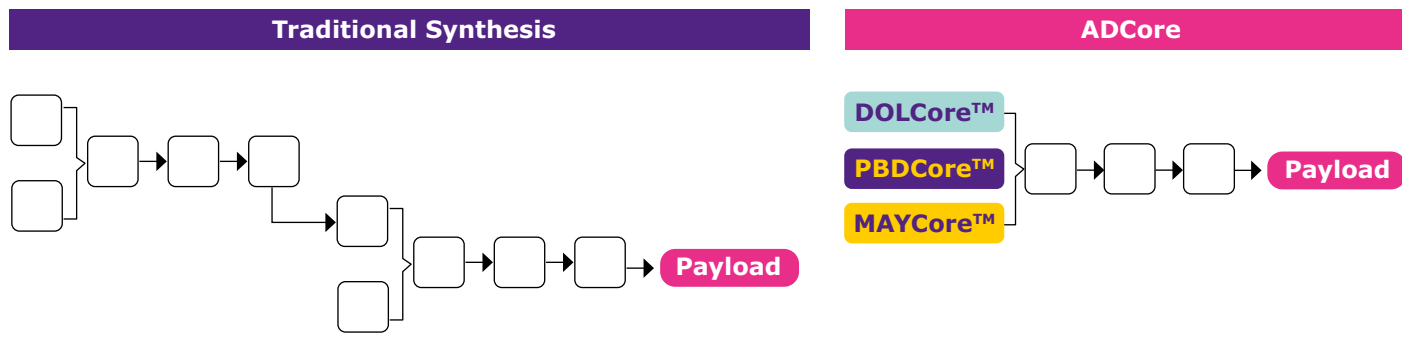 Traditional Synthesis
ADCore
DOLCore™
PBDCore™
MAYCore™
Payload
Payload